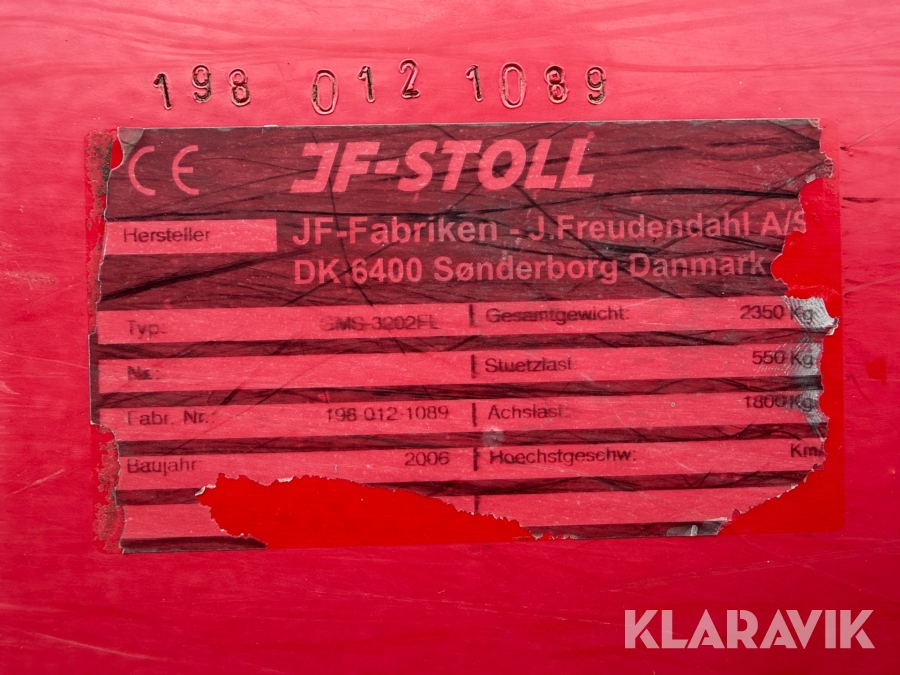 198 012 1089
CE JF-STOLL
Hersteller JF-Fabriken - J.Freudendahl A/S
DK 6400 Sønderborg Danmark
Typ: GMS 3202FL Gesamtgewicht: 2350 Kg
Nr.: Stuetzlast: 550 Kg
Fabr. Nr.: 198-012-1089 Achslast: 1800 Kg
Baujahr 2006 Hoechstgeschw: Km/
KLARAVIK